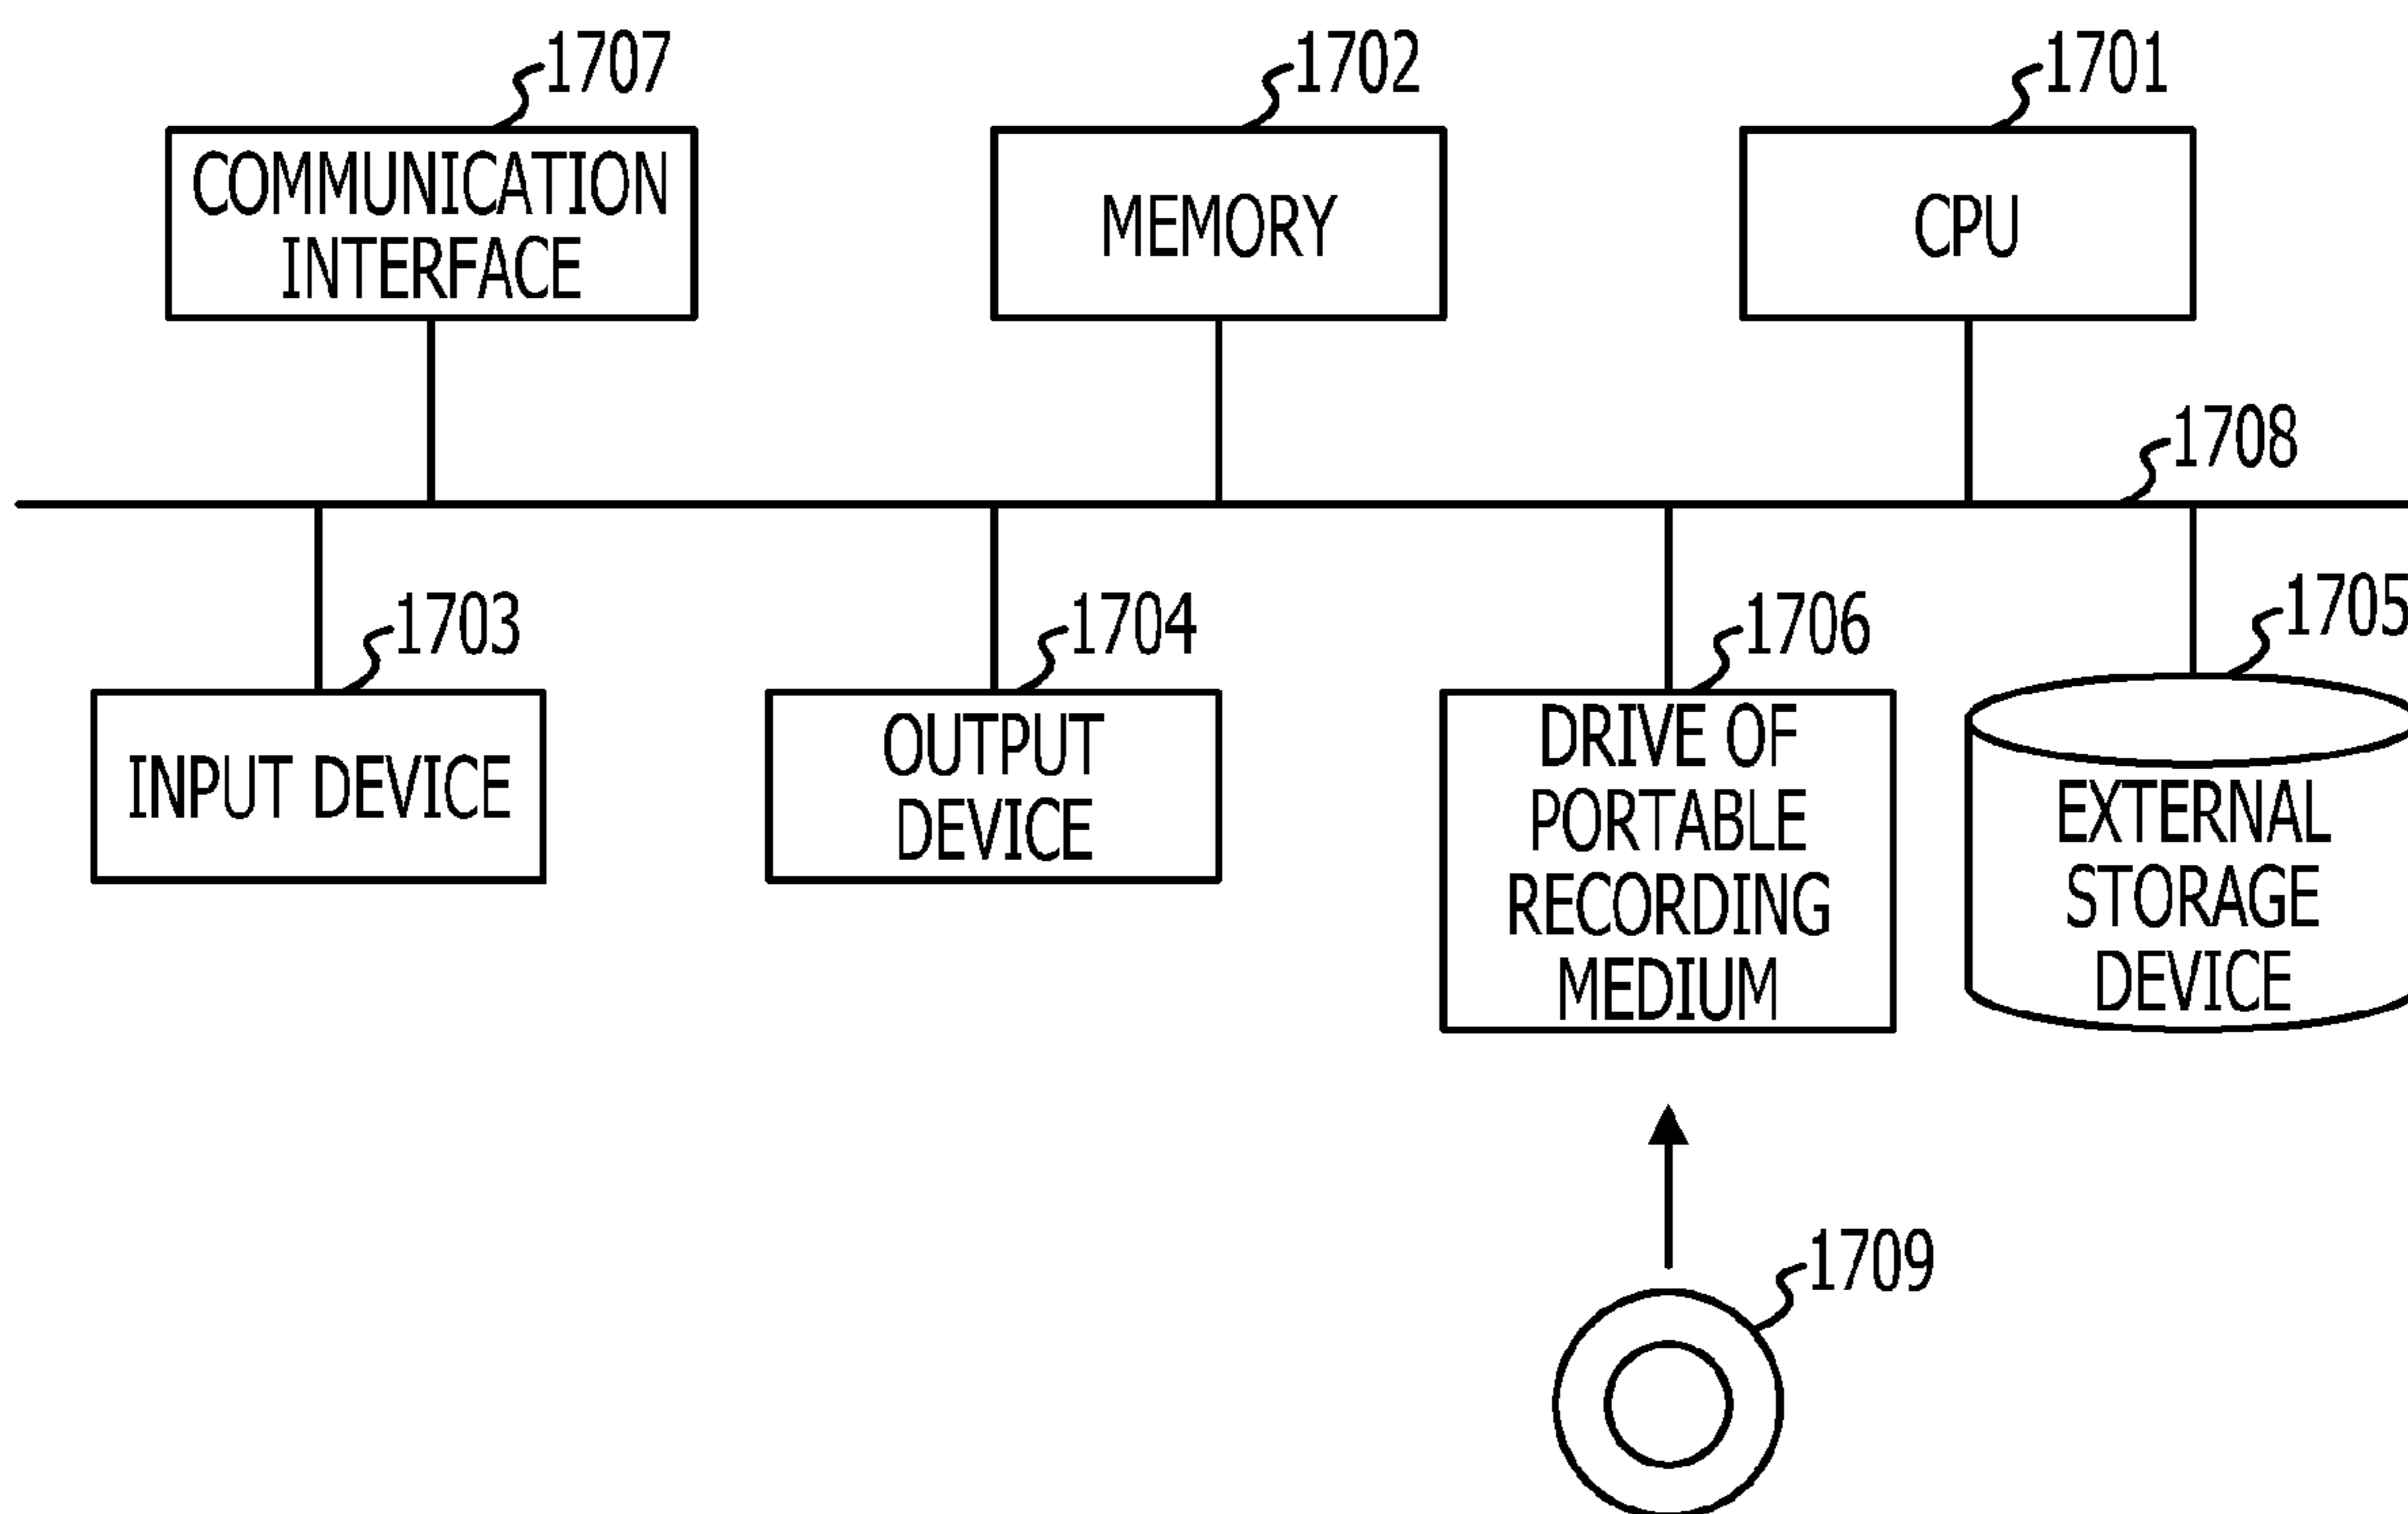 1707
1702
1701
COMMUNICATION
INTERFACE
MEMORY
CPU
1708
1703
1704
1706
1705
INPUT DEVICE
OUTPUT
DEVICE
DRIVE OF
PORTABLE
RECORDING
MEDIUM
EXTERNAL
STORAGE
DEVICE
1709